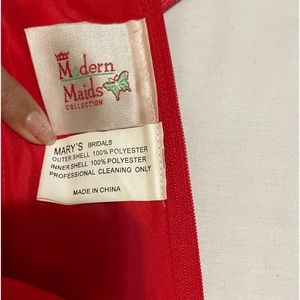 Modern
Maids
COLLECTION
MARY'S BRIDALS
OUTER SHELL 100% POLYESTER
INNER SHELL 100% POLYESTER
PROFESSIONAL CLEANING ONLY
MADE IN CHINA